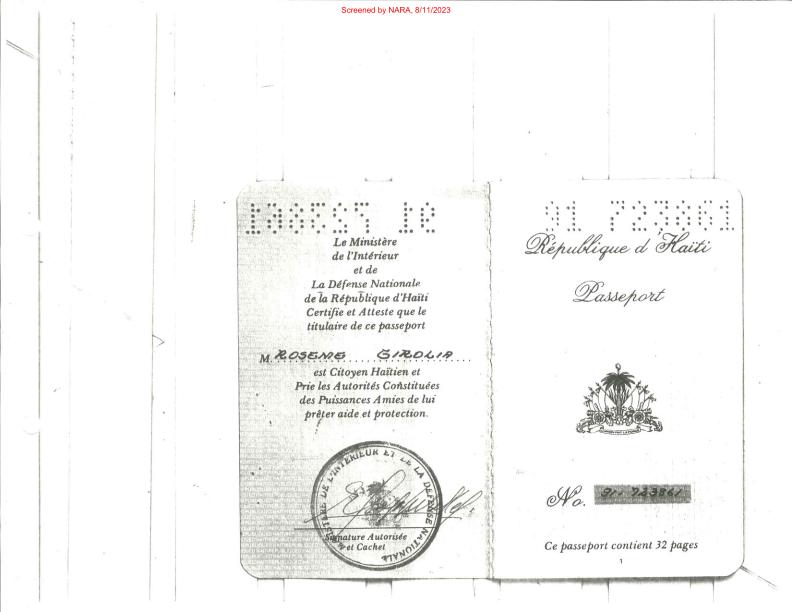 Screened by NARA, 8/11/2023
91 723861
Le Ministère
de l'Intérieur
et de
La Défense Nationale
de la République d'Haïti
Certifie et Atteste que le
titulaire de ce passeport
M. ROSEME GIROLIA
est Citoyen Haïtien et
Prie les Autorités Constituées
des Puissances Amies de lui
prêter aide et protection.
MINISTERE DE L'INTERIEUR ET DE LA DEFENSE NATIONALE
Signature Autorisée
et Cachet
91 723861
République d'Haïti
Passeport
No. 91-723861
Ce passeport contient 32 pages
1